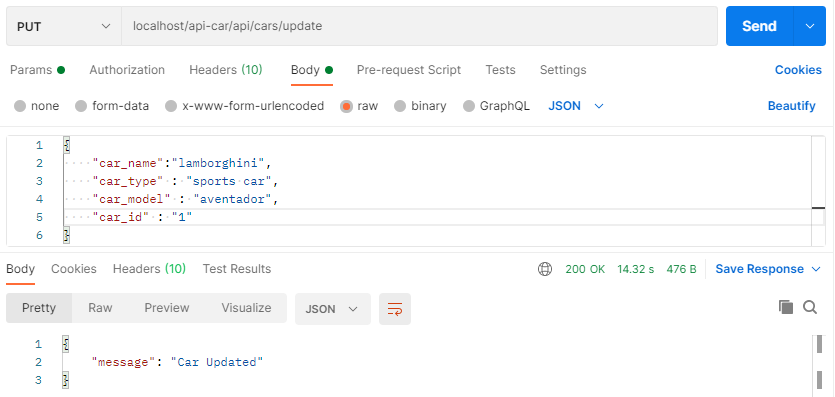 PUT localhost/api-car/api/cars/update Send
Params Authorization Headers (10) Body Pre-request Script Tests Settings Cookies
none form-data x-www-form-urlencoded raw binary GraphQL JSON Beautify
1 {
2 "car_name":"lamborghini",
3 "car_type" : "sports car",
4 "car_model" : "aventador",
5 "car_id" : "1"
6 }
Body Cookies Headers (10) Test Results 200 OK 14.32 s 476 B Save Response
Pretty Raw Preview Visualize JSON
1 {
2 "message": "Car Updated"
3 }